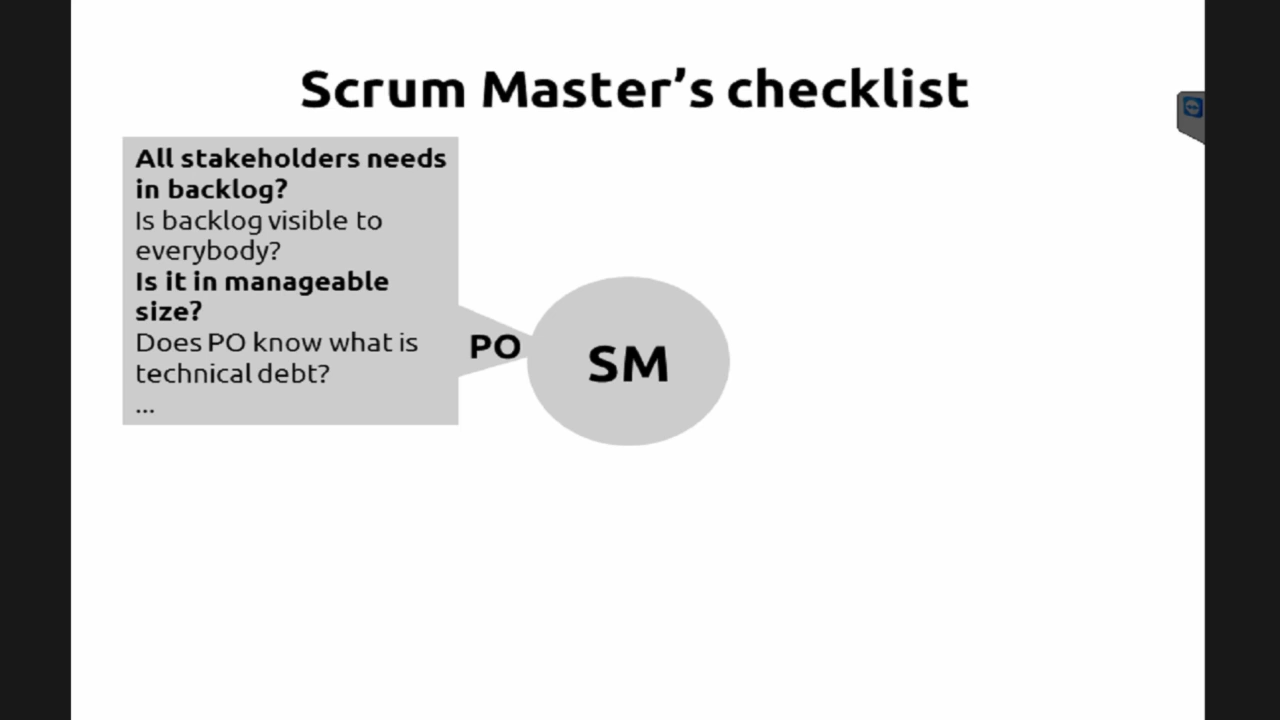 Scrum Master’s checklist
All stakeholders needs
in backlog?
Is backlog visible to
everybody?
Is it in manageable
size?
Does PO know what is
technical debt?
...
PO
SM